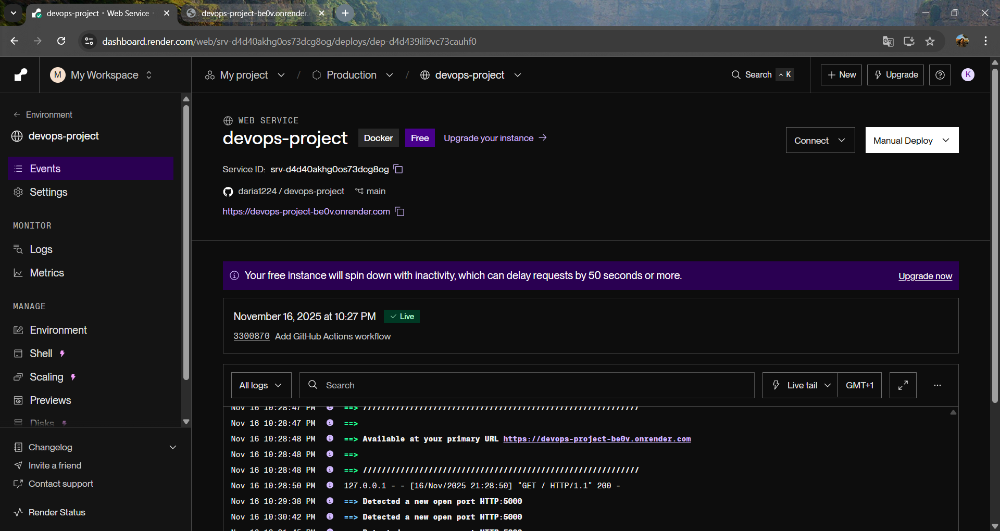 devops-project · Web Service
devops-project-be0v.onrender.
dashboard.render.com/web/srv-d4d40akhg0os73dcg8og/deploys/dep-d4d439ili9vc73cauhf0
M My Workspace
My project / Production / devops-project
Search ^ K
+ New
Upgrade
K
← Environment
devops-project
Events
Settings
MONITOR
Logs
Metrics
MANAGE
Environment
Shell
Scaling
Previews
Disks
Changelog
Invite a friend
Contact support
Render Status
WEB SERVICE
devops-project Docker Free Upgrade your instance →
Connect
Manual Deploy
Service ID: srv-d4d40akhg0os73dcg8og
daria1224 / devops-project main
https://devops-project-be0v.onrender.com
Your free instance will spin down with inactivity, which can delay requests by 50 seconds or more. Upgrade now
November 16, 2025 at 10:27 PM ✓ Live
3300870 Add GitHub Actions workflow
All logs Search Live tail GMT+1 ...
Nov 16 10:28:47 PM ==> ///////////////////////////////////////////////////////////
Nov 16 10:28:47 PM ==>
Nov 16 10:28:48 PM ==> Available at your primary URL https://devops-project-be0v.onrender.com
Nov 16 10:28:48 PM ==>
Nov 16 10:28:48 PM ==> ///////////////////////////////////////////////////////////
Nov 16 10:28:50 PM 127.0.0.1 - - [16/Nov/2025 21:28:50] "GET / HTTP/1.1" 200 -
Nov 16 10:29:38 PM ==> Detected a new open port HTTP:5000
Nov 16 10:30:42 PM ==> Detected a new open port HTTP:5000